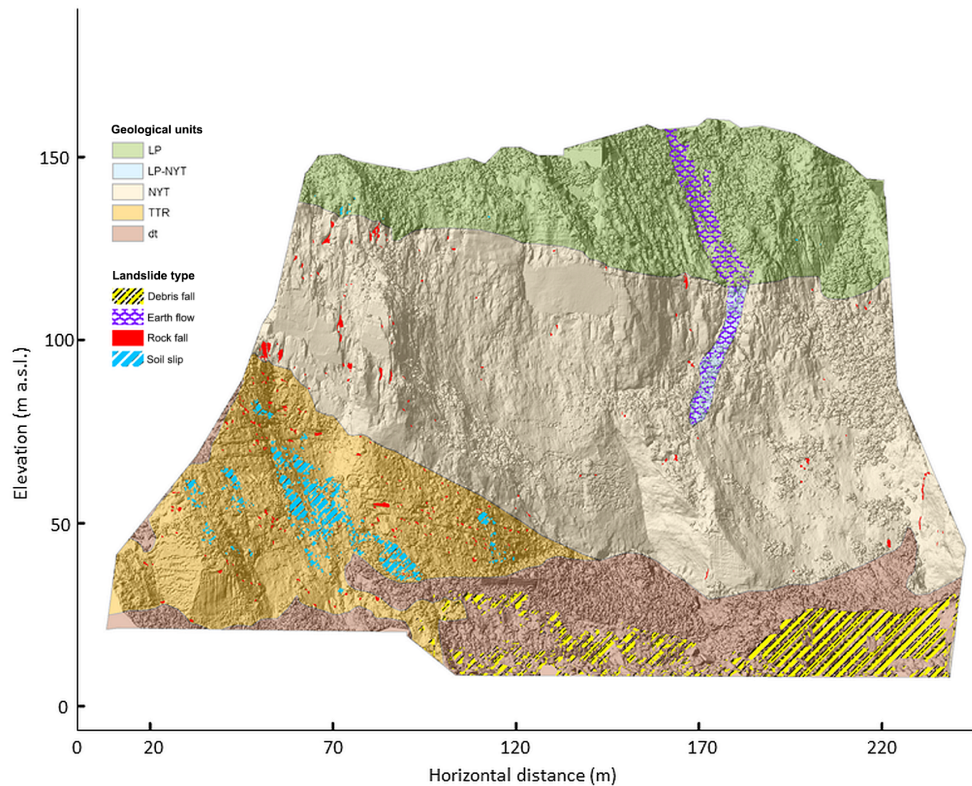 Geological units
LP
LP-NYT
NYT
TTR
dt
Landslide type
Debris fall
Earth flow
Rock fall
Soil slip
Elevation (m a.s.l.)
150
100
50
0
0 20 70 120 170 220
Horizontal distance (m)